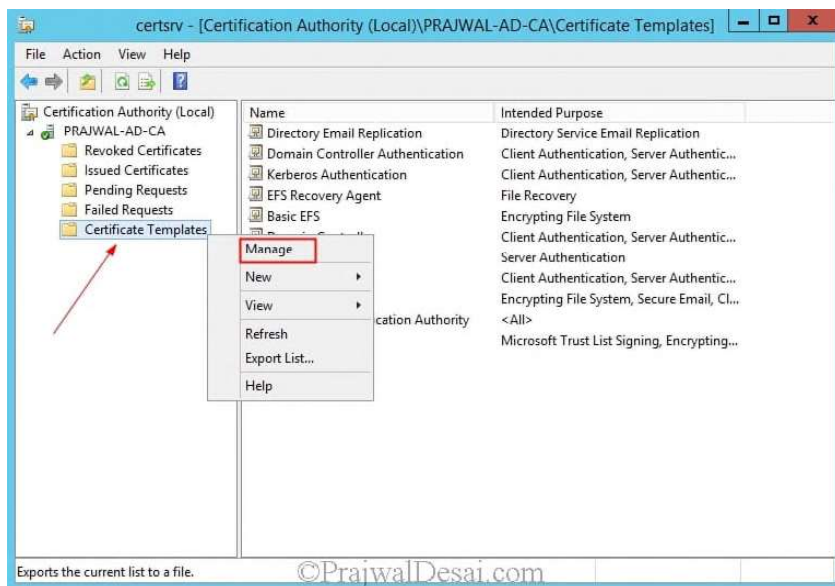 certsrv - [Certification Authority (Local)\PRAJWAL-AD-CA\Certificate Templates]
File Action View Help
Certification Authority (Local)
PRAJWAL-AD-CA
Revoked Certificates
Issued Certificates
Pending Requests
Failed Requests
Certificate Templates
Name Intended Purpose
Directory Email Replication Directory Service Email Replication
Domain Controller Authentication Client Authentication, Server Authentic...
Kerberos Authentication Client Authentication, Server Authentic...
EFS Recovery Agent File Recovery
Basic EFS Encrypting File System
Client Authentication, Server Authentic...
Server Authentication
Client Authentication, Server Authentic...
Encrypting File System, Secure Email, Cl...
cation Authority <All>
Microsoft Trust List Signing, Encrypting...
Manage
New
View
Refresh
Export List...
Help
Exports the current list to a file.
©PrajwalDesai.com